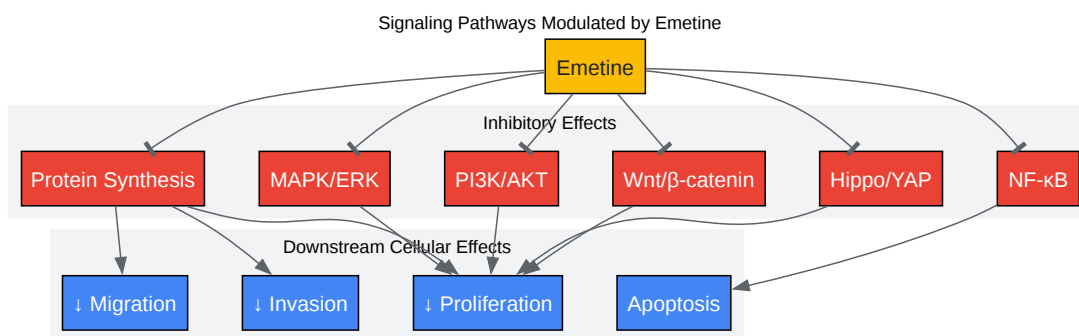 Signaling Pathways Modulated by Emetine
Emetine
Inhibitory Effects
Protein Synthesis
MAPK/ERK
PI3K/AKT
Wnt/β-catenin
Hippo/YAP
NF-κB
Downstream Cellular Effects
↓ Migration
↓ Invasion
↓ Proliferation
Apoptosis